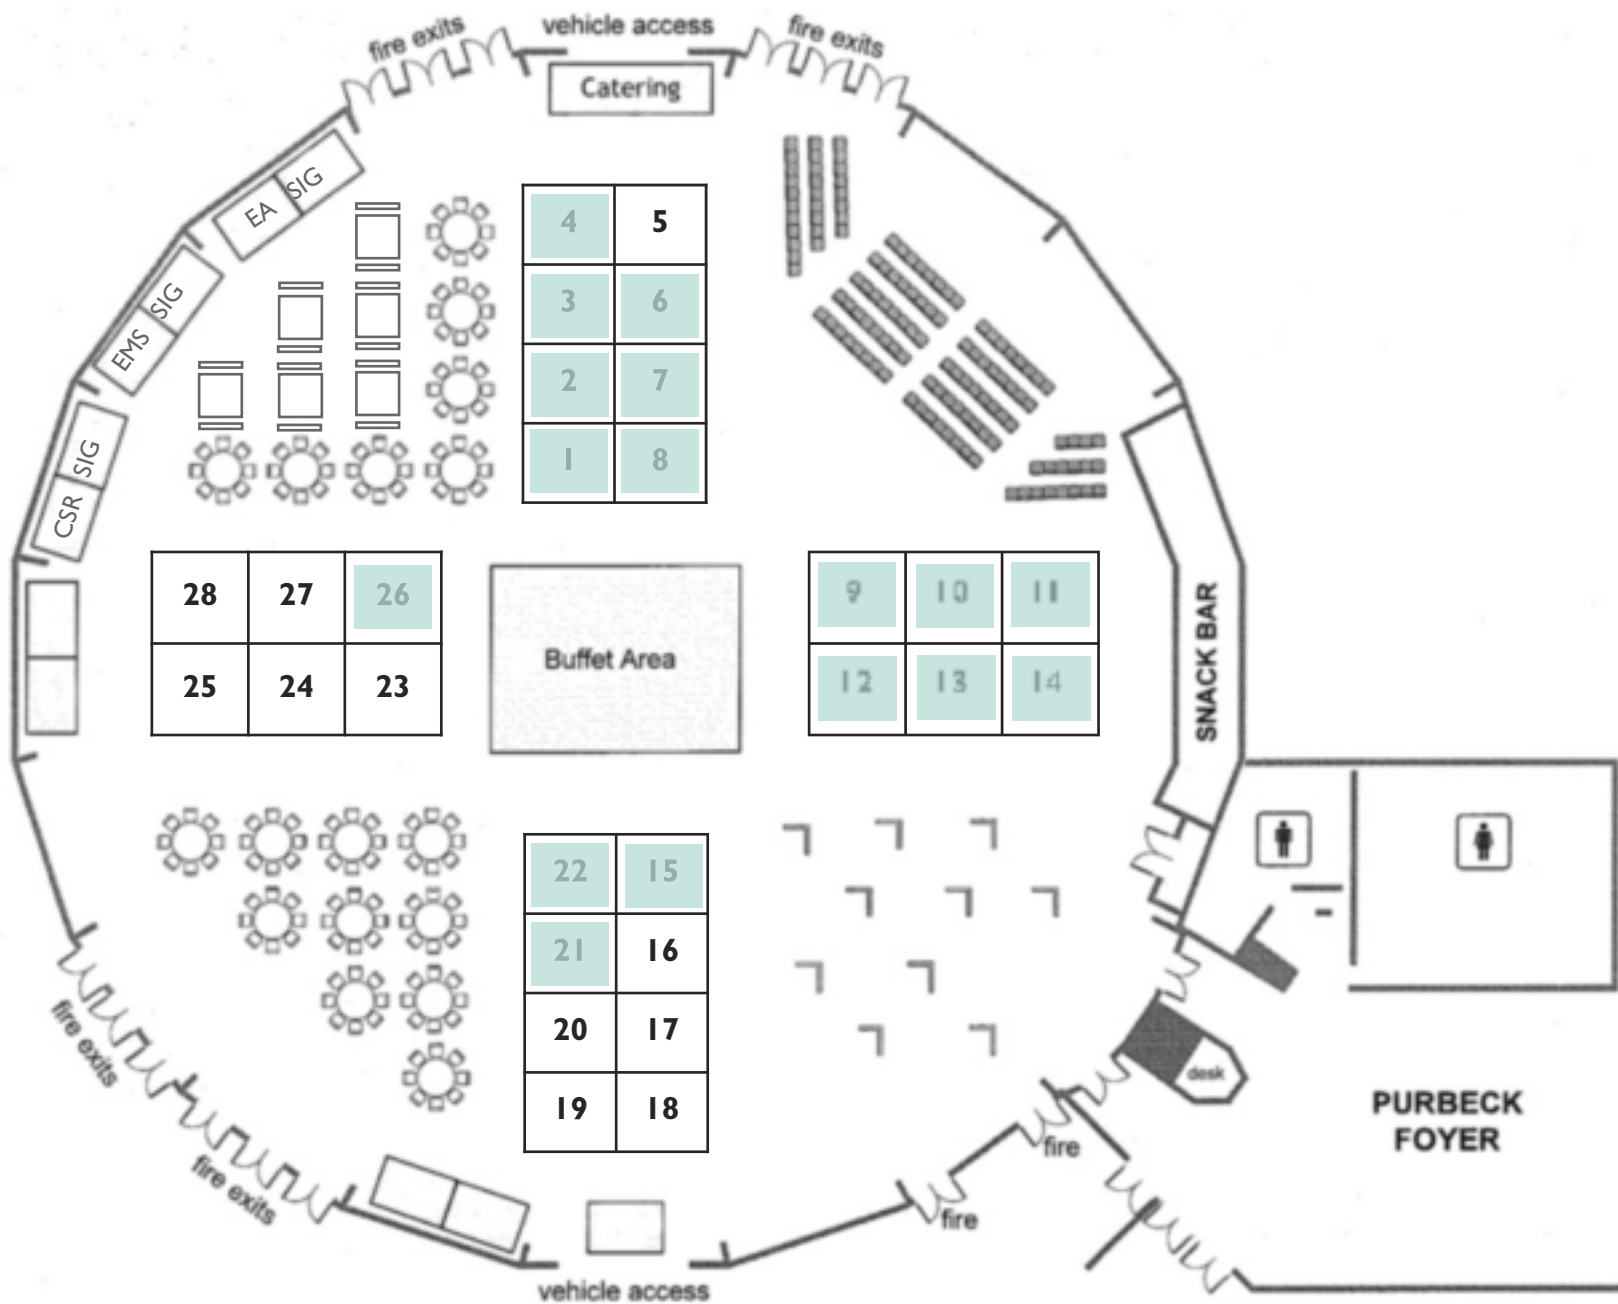 fire exits
vehicle access
fire exits
Catering
EA
SIG
EMS
SIG
CSR
SIG
4 5
3 6
2 7
1 8
28 27 26
25 24 23
Buffet Area
9 10 11
12 13 14
SNACK BAR
22 15
21 16
20 17
19 18
fire exits
fire exits
desk
PURBECK
FOYER
fire
fire
vehicle access